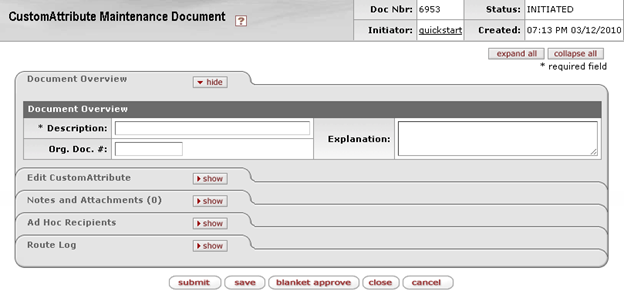 CustomAttribute Maintenance Document ?
Doc Nbr: 6953 Status: INITIATED
Initiator: quickstart Created: 07:13 PM 03/12/2010
expand all collapse all
* required field
Document Overview hide
Document Overview
* Description: Explanation:
Org. Doc. #:
Edit CustomAttribute show
Notes and Attachments (0) show
Ad Hoc Recipients show
Route Log show
submit save blanket approve close cancel